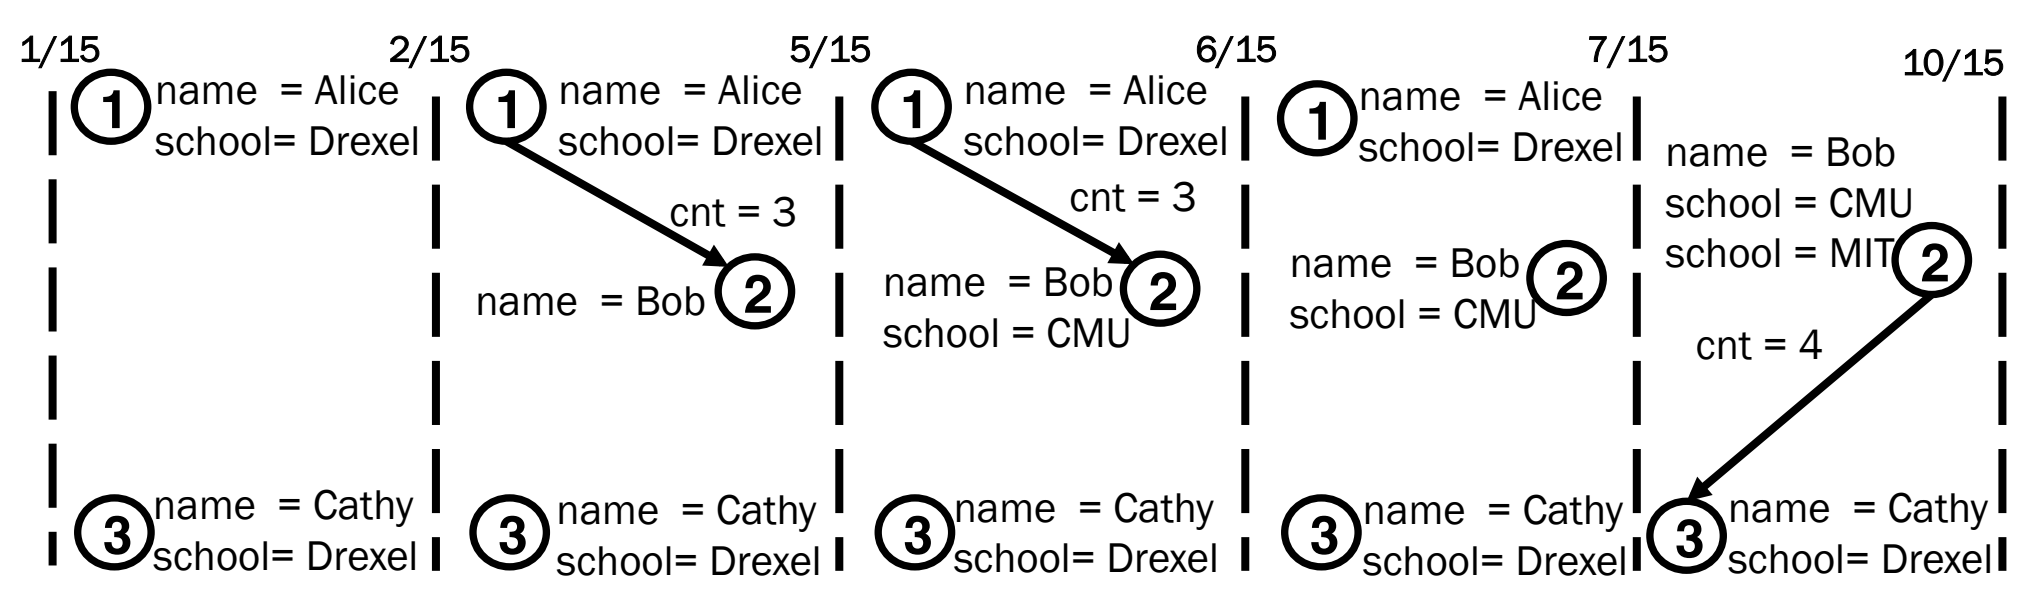 1/15
2/15
5/15
6/15
7/15
10/15
1
name = Alice
school= Drexel
3
name = Cathy
school= Drexel
1
name = Alice
school= Drexel
cnt = 3
name = Bob
2
3
name = Cathy
school= Drexel
1
name = Alice
school= Drexel
cnt = 3
name = Bob
school = CMU
2
3
name = Cathy
school= Drexel
1
name = Alice
school= Drexel
name = Bob
school = CMU
2
3
name = Cathy
school= Drexel
name = Bob
school = CMU
school = MIT
2
cnt = 4
3
name = Cathy
school= Drexel